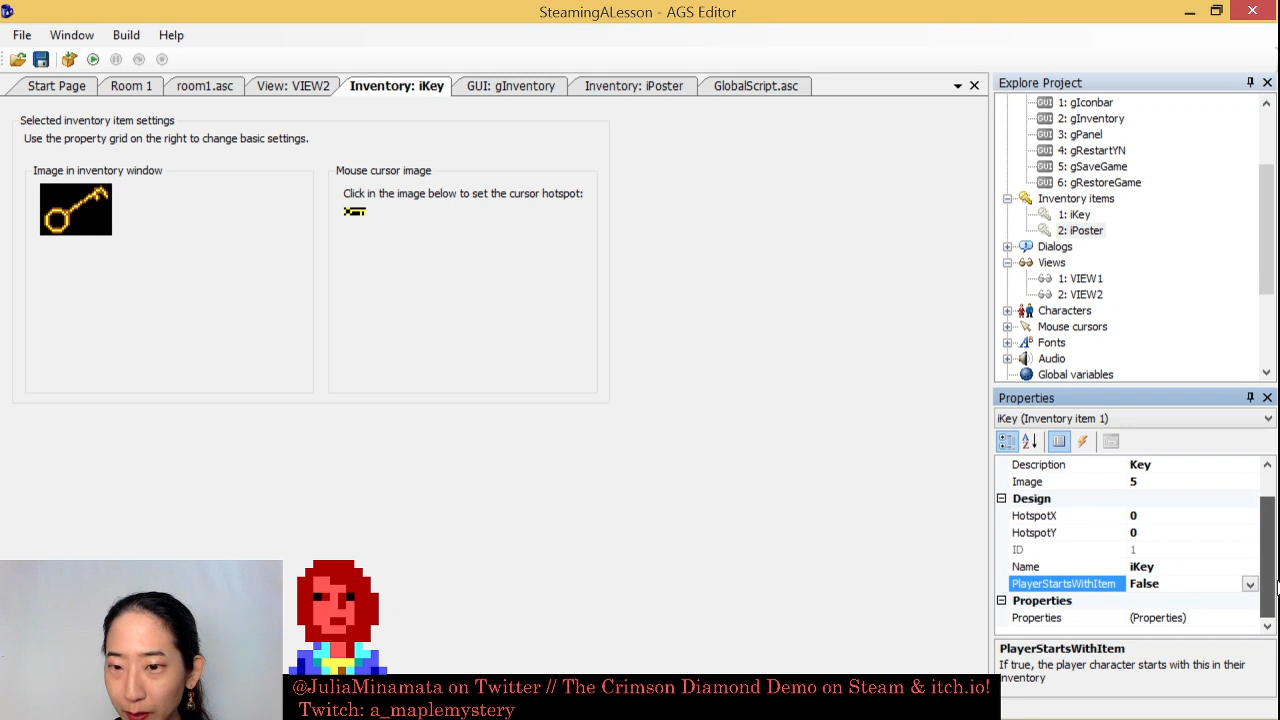 SteamingALesson - AGS Editor
File Window Build Help
Start Page Room 1 room1.asc View: VIEW2 Inventory: iKey GUI: gInventory Inventory: iPoster GlobalScript.asc
Selected inventory item settings
Use the property grid on the right to change basic settings.
Image in inventory window
Mouse cursor image
Click in the image below to set the cursor hotspot:
Explore Project
GUI 1: gIconbar
GUI 2: gInventory
GUI 3: gPanel
GUI 4: gRestartYN
GUI 5: gSaveGame
GUI 6: gRestoreGame
Inventory items
1: iKey
2: iPoster
Dialogs
Views
1: VIEW1
2: VIEW2
Characters
Mouse cursors
Fonts
Audio
Global variables
Properties
iKey (Inventory item 1)
Description Key
Image 5
Design
HotspotX 0
HotspotY 0
ID 1
Name iKey
PlayerStartsWithItem False
Properties
Properties (Properties)
PlayerStartsWithItem
If true, the player character starts with this in their
inventory
@JuliaMinamata on Twitter // The Crimson Diamond Demo on Steam & itch.io!
Twitch: a_maplemystery